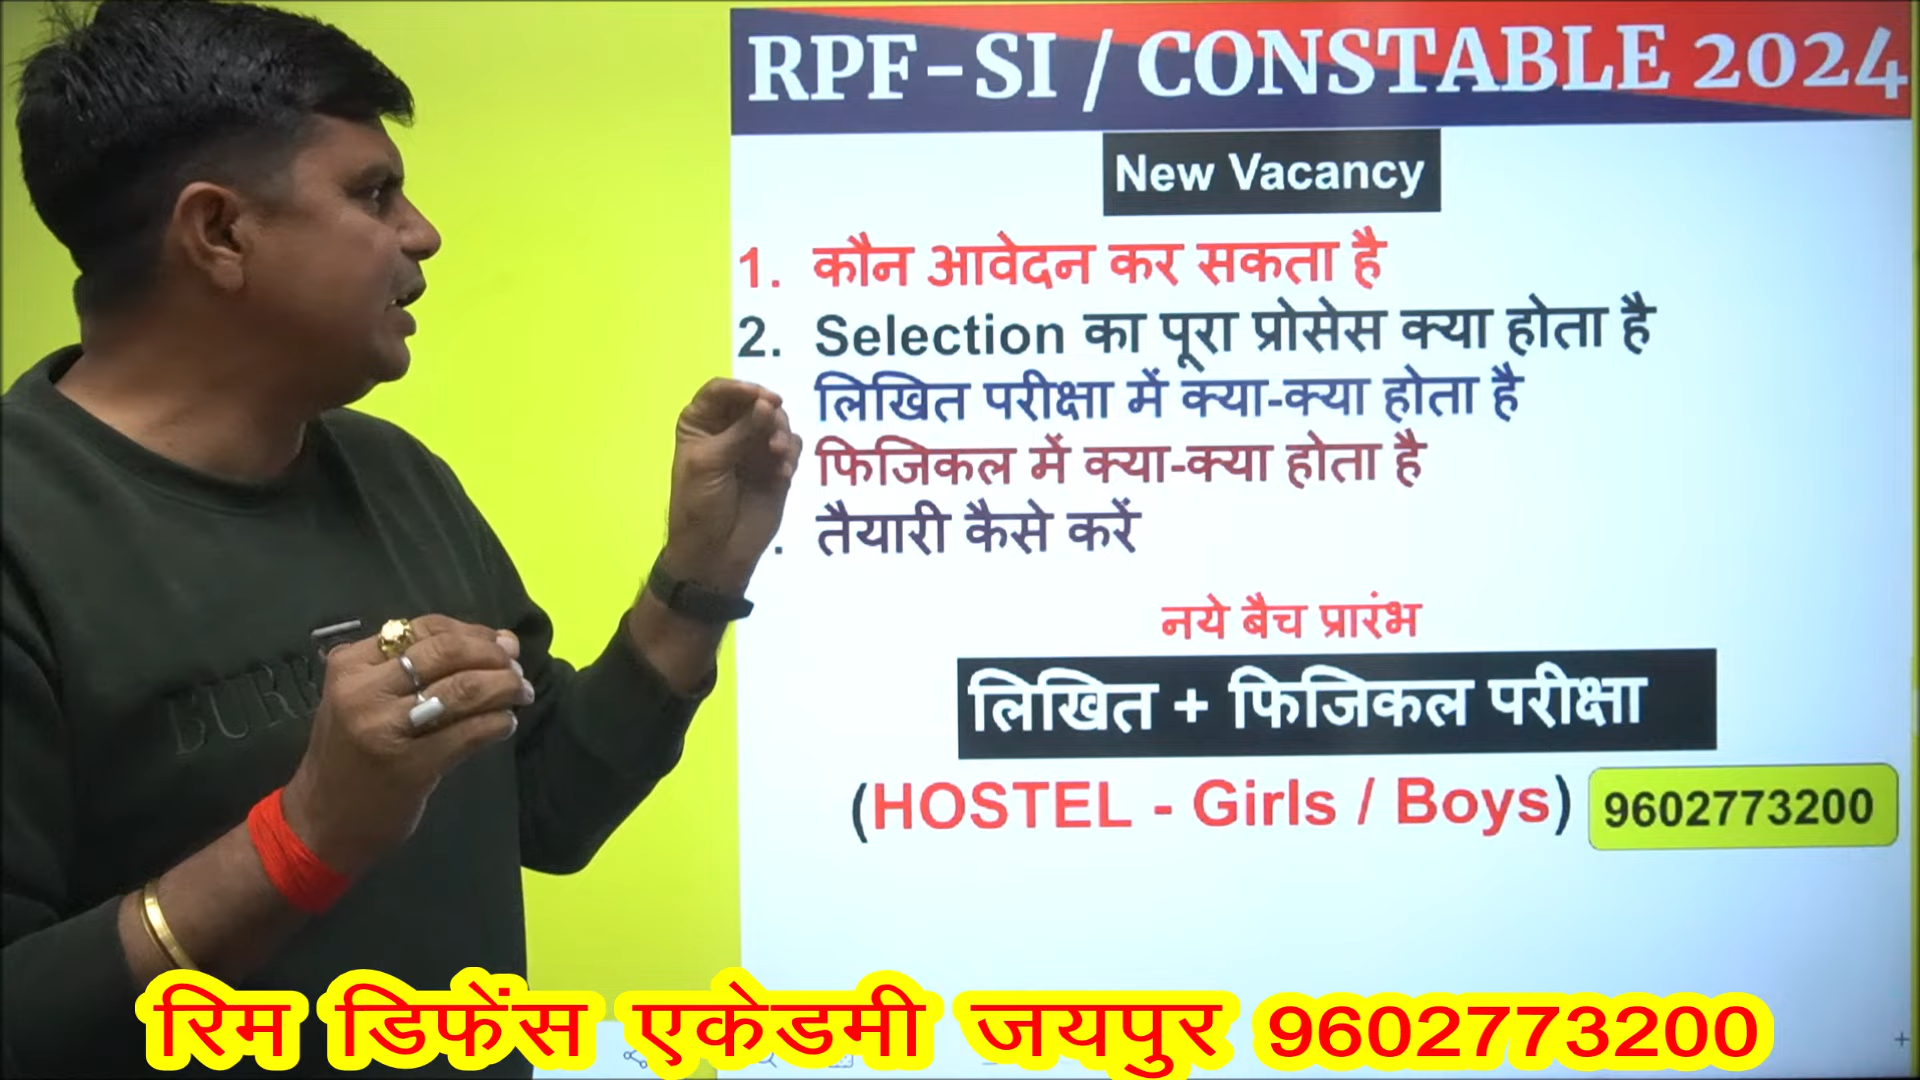 RPF-SI / CONSTABLE 2024
New Vacancy
1. कौन आवेदन कर सकता है
2. Selection का पूरा प्रोसेस क्या होता है
लिखित परीक्षा में क्या-क्या होता है
फिजिकल में क्या-क्या होता है
. तैयारी कैसे करें
नये बैच प्रारंभ
लिखित + फिजिकल परीक्षा
(HOSTEL - Girls / Boys) 9602773200
रिम डिफेंस एकेडमी जयपुर 9602773200